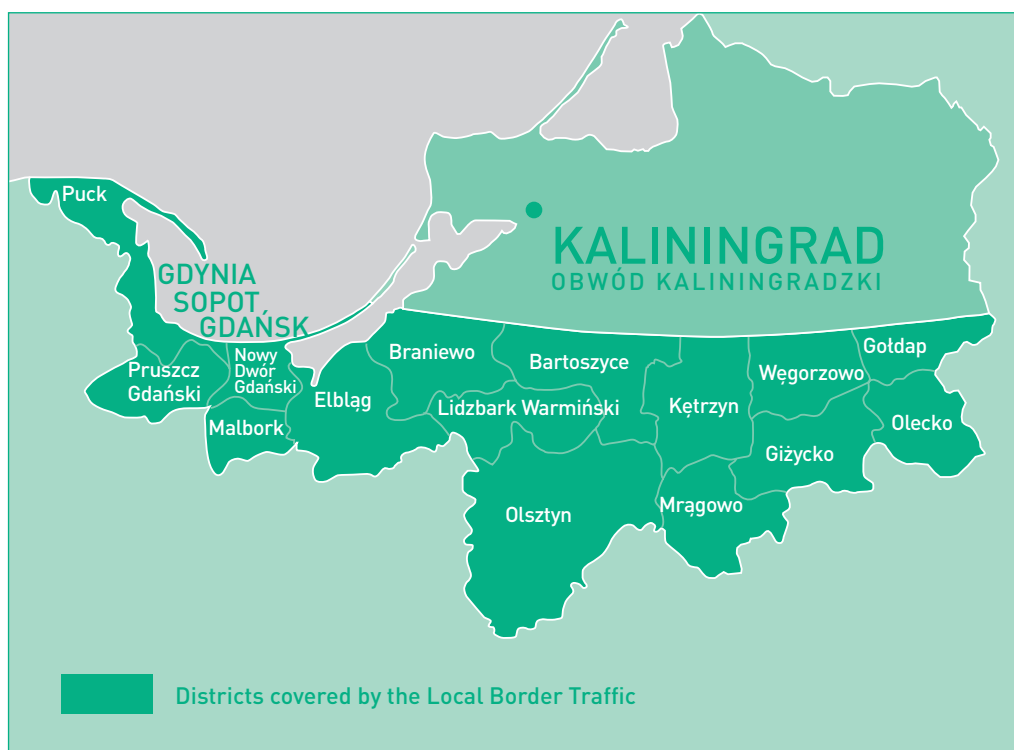 Puck
GDYNIA
SOPOT,
GDAŃSK
KALININGRAD
OBWÓD KALININGRADZKI
Pruszcz
Gdański
Nowy
Dwór
Gdański
Malbork
Elbląg
Braniewo
Bartoszyce
Lidzbark Warmiński
Kętrzyn
Węgorzewo
Gołdap
Olecko
Giżycko
Mrągowo
Olsztyn
Districts covered by the Local Border Traffic